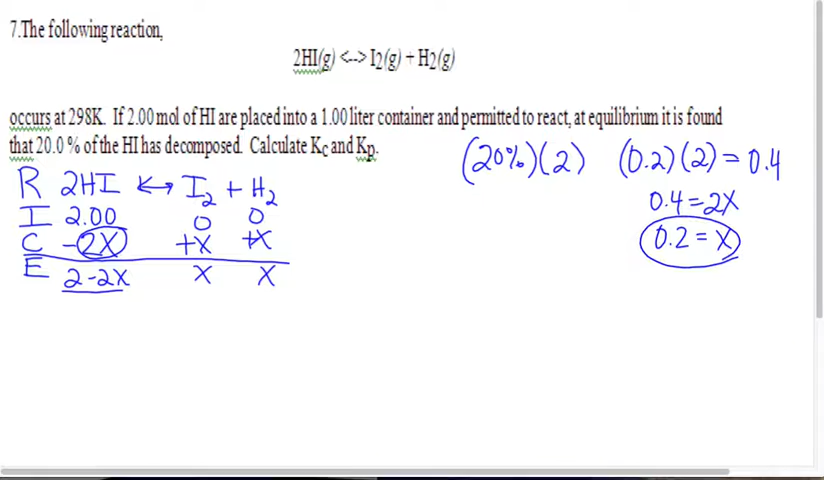 7.The following reaction,
2HI(g) <--> I2(g) + H2(g)
occurs at 298K. If 2.00 mol of HI are placed into a 1.00 liter container and permitted to react, at equilibrium it is found
that 20.0 % of the HI has decomposed. Calculate Kc and Kp.
(20%)(2) (0.2)(2) = 0.4
0.4 = 2X
0.2 = X
R 2HI <-> I2 + H2
I 2.00 0 0
C -2X +X +X
E 2-2X X X